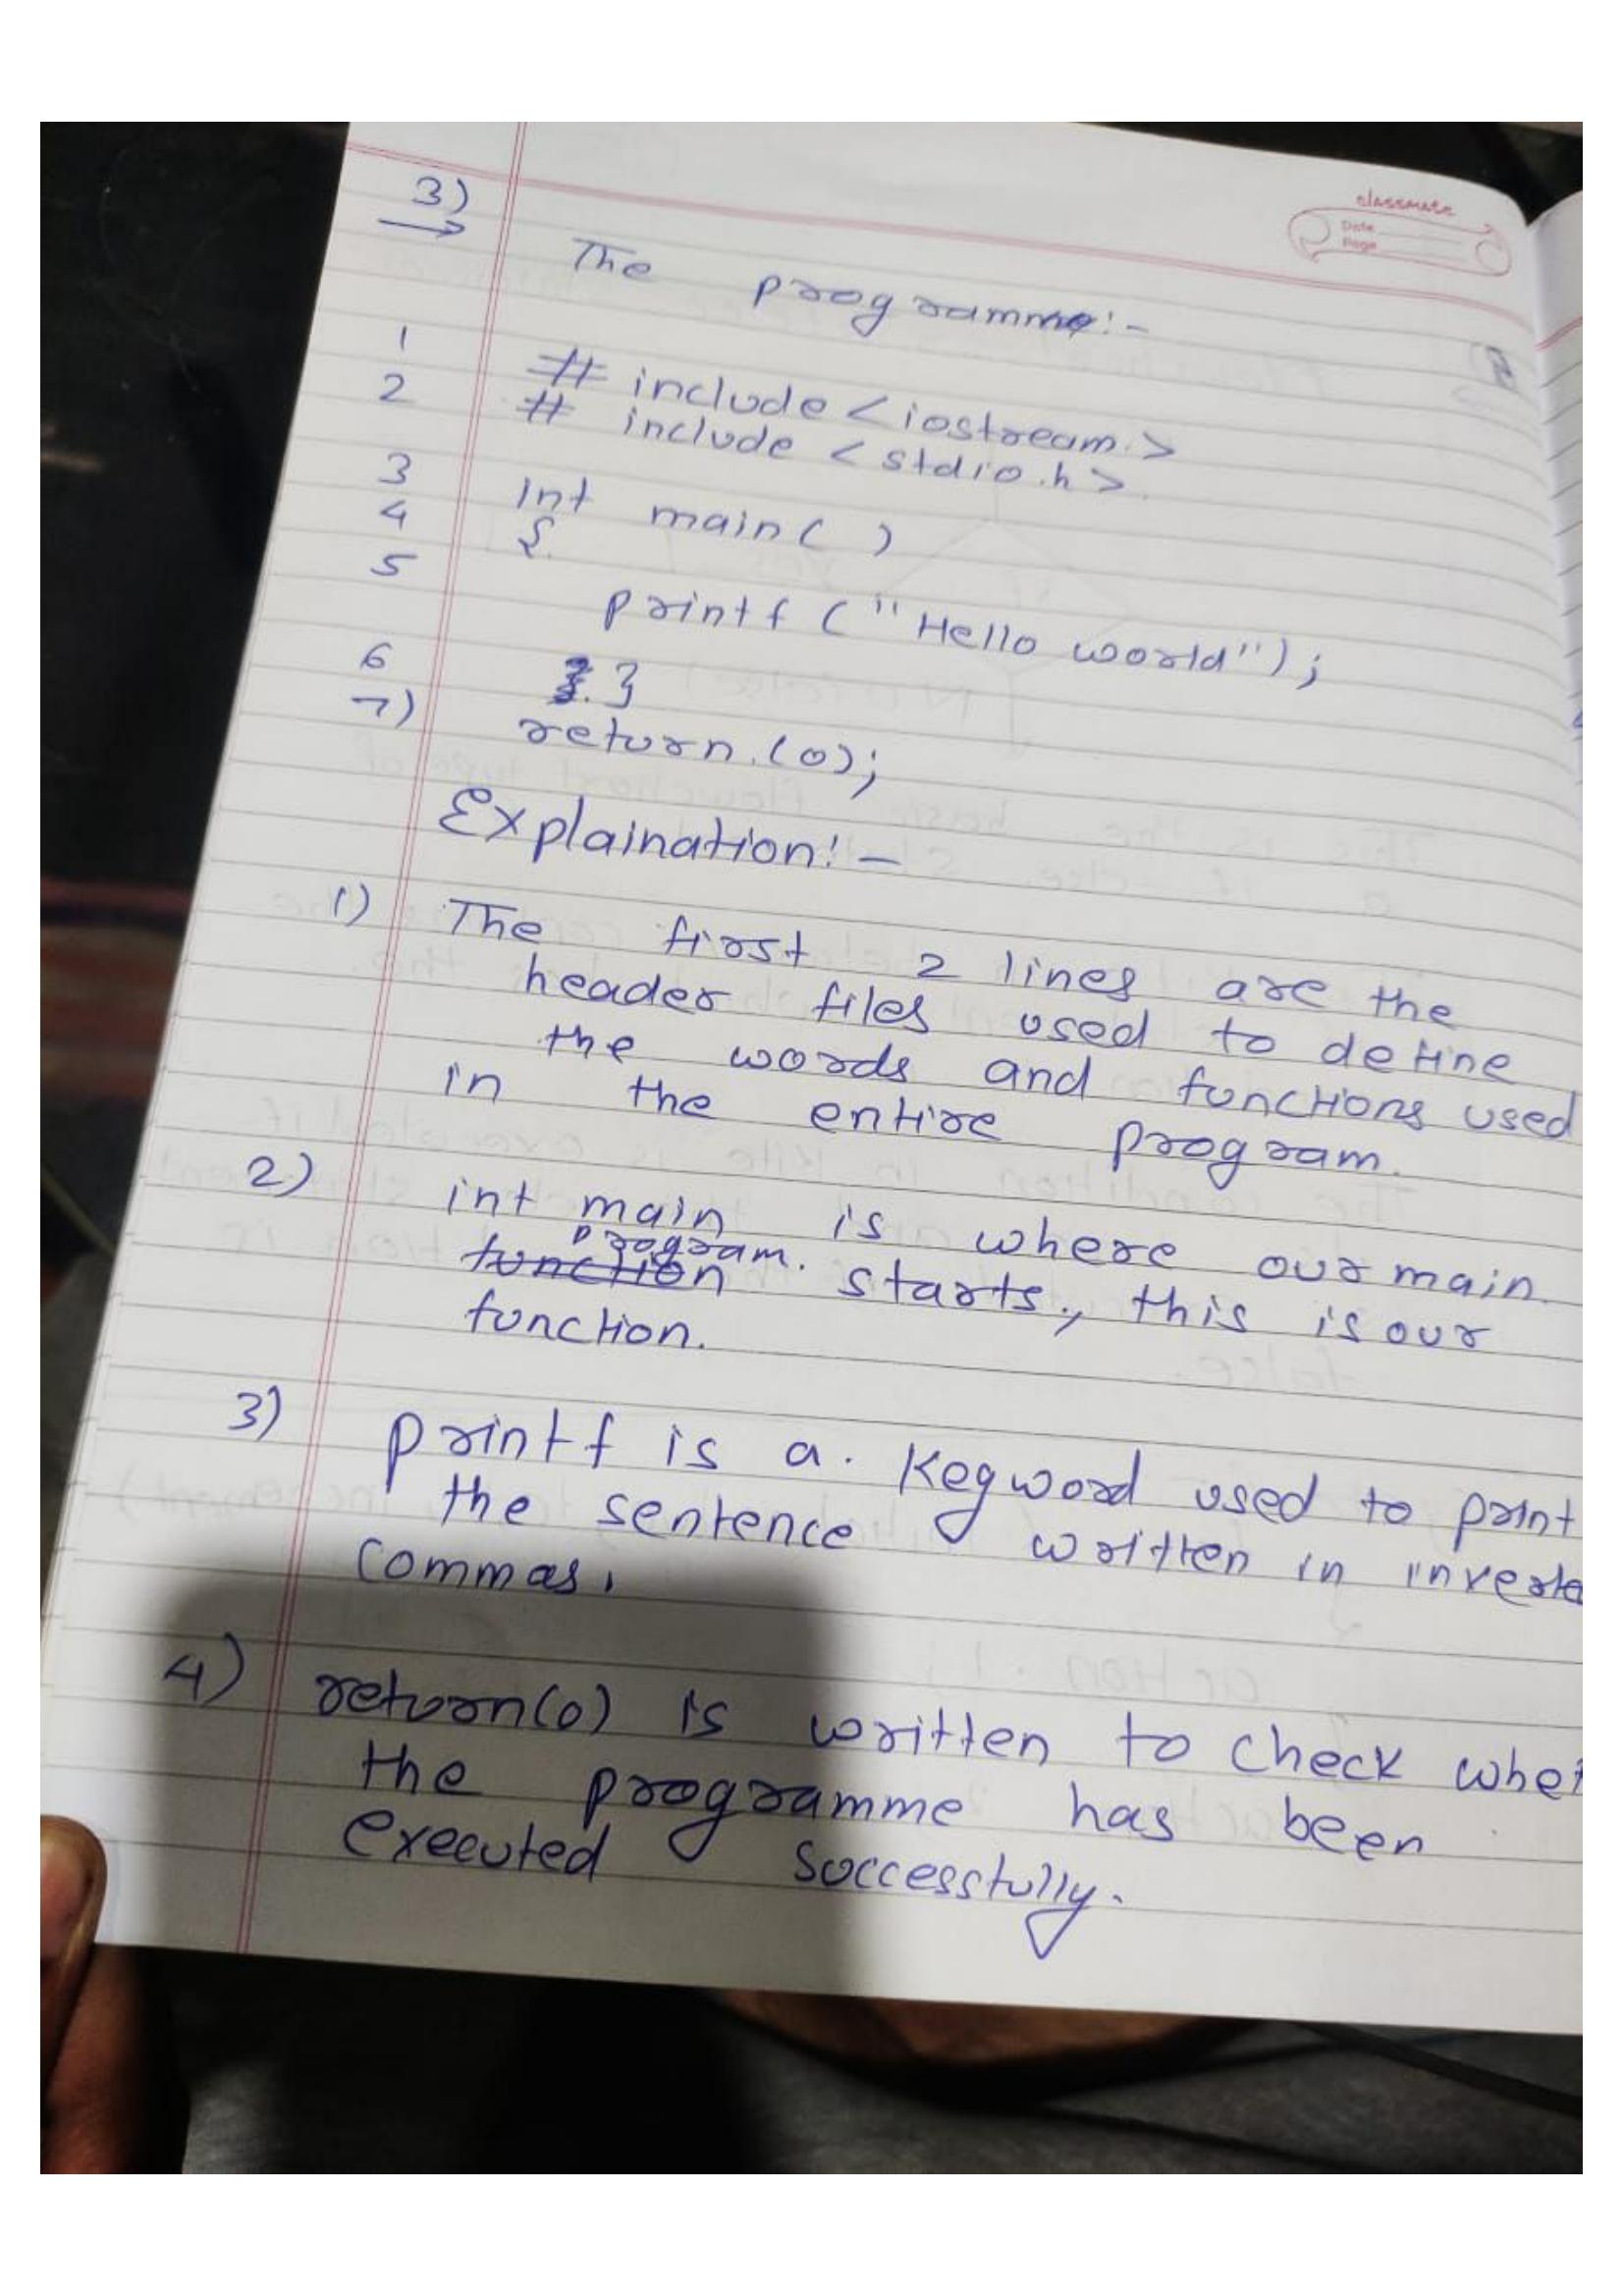 classmate
Date
Page
3)
The programme:-
1 # include <iostream.>
2 # include <stdio.h>
3 int main( )
4 {
5 printf ("Hello world");
6 }
7) return.(0);
Explaination:-
1) The first 2 lines are the
header files used to define
the words and functions used
in the entire program.
2) int main is where our main
program.
function starts, this is our
function.
3) printf is a. Keyword used to print
the sentence written in inverte
commas.
4) return(0) is written to check whet
the programme has been
executed successfully.